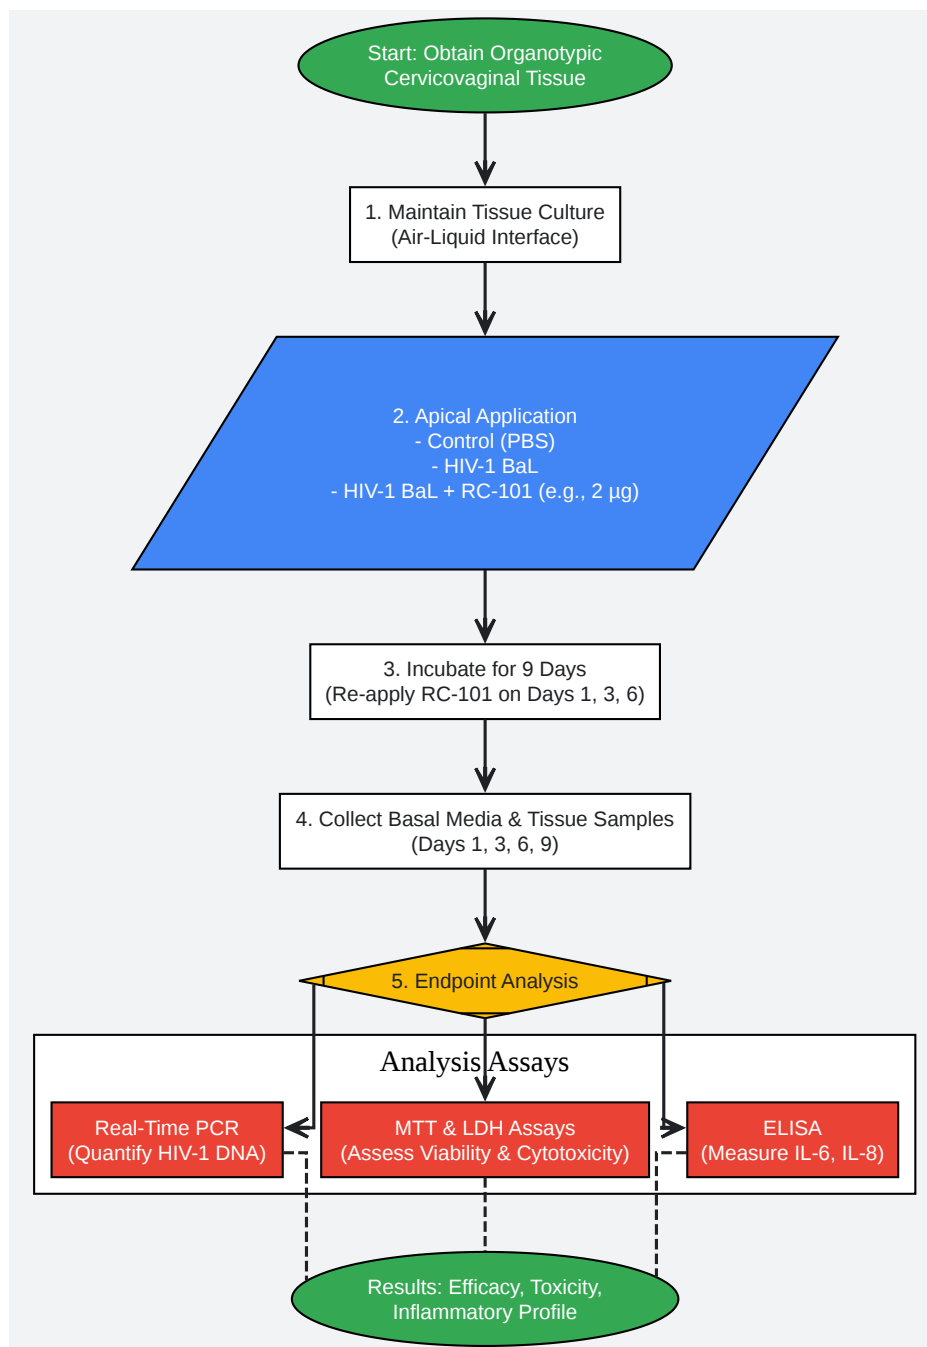 Start: Obtain Organotypic
Cervicovaginal Tissue
1. Maintain Tissue Culture
(Air-Liquid Interface)
2. Apical Application
- Control (PBS)
- HIV-1 BaL
- HIV-1 BaL + RC-101 (e.g., 2 µg)
3. Incubate for 9 Days
(Re-apply RC-101 on Days 1, 3, 6)
4. Collect Basal Media & Tissue Samples
(Days 1, 3, 6, 9)
5. Endpoint Analysis
Analysis Assays
Real-Time PCR
(Quantify HIV-1 DNA)
MTT & LDH Assays
(Assess Viability & Cytotoxicity)
ELISA
(Measure IL-6, IL-8)
Results: Efficacy, Toxicity,
Inflammatory Profile